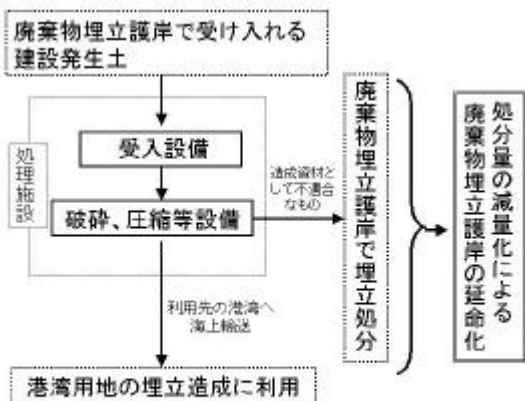 廃棄物埋立護岸で受け入れる
建設発生土
処理施設
受入設備
破砕、圧縮等設備
造成資材と
して不適合
なもの
廃棄物埋立護岸で埋立処分
処分量の減量化による
廃棄物埋立護岸の延命化
利用先の港湾へ
海上輸送
港湾用地の埋立造成に利用